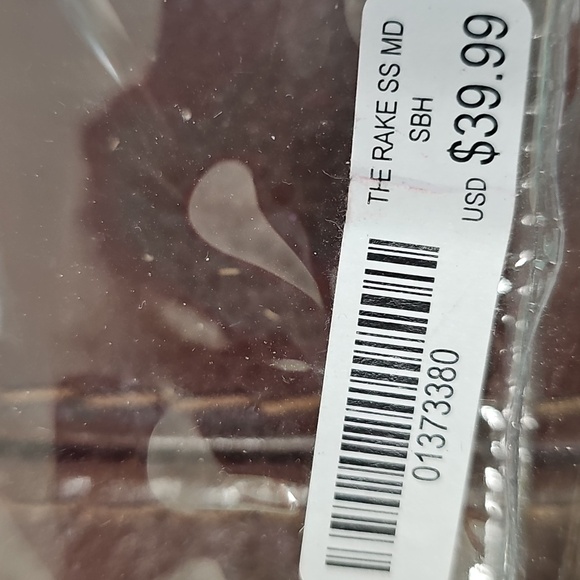 THE RAKE SS MD
SBH
USD $39.99
01373380